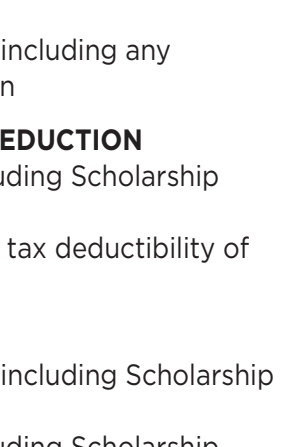 including any
n
EDUCTION
uding Scholarship
tax deductibility of
including Scholarship
uding Scholarship